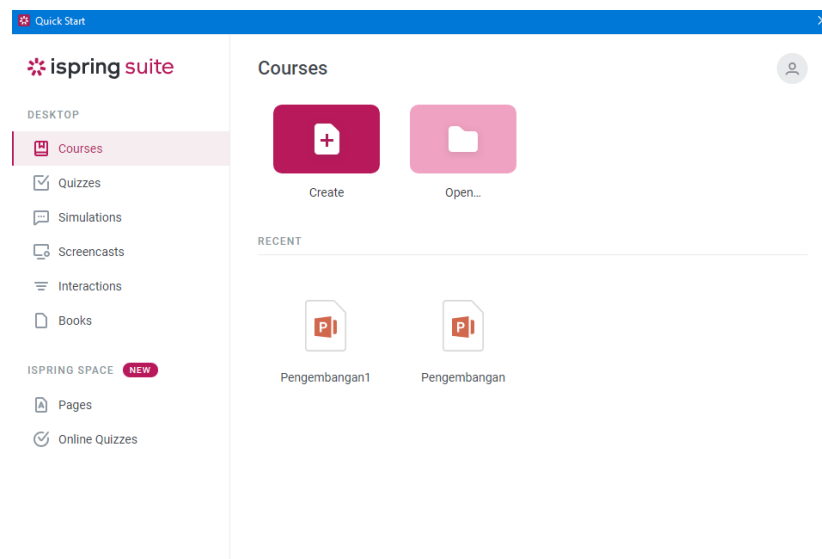 Quick Start
ispring suite
DESKTOP
Courses
Quizzes
Simulations
Screencasts
Interactions
Books
ISPRING SPACE NEW
Pages
Online Quizzes
Courses
Create
Open...
RECENT
Pengembangan1
Pengembangan